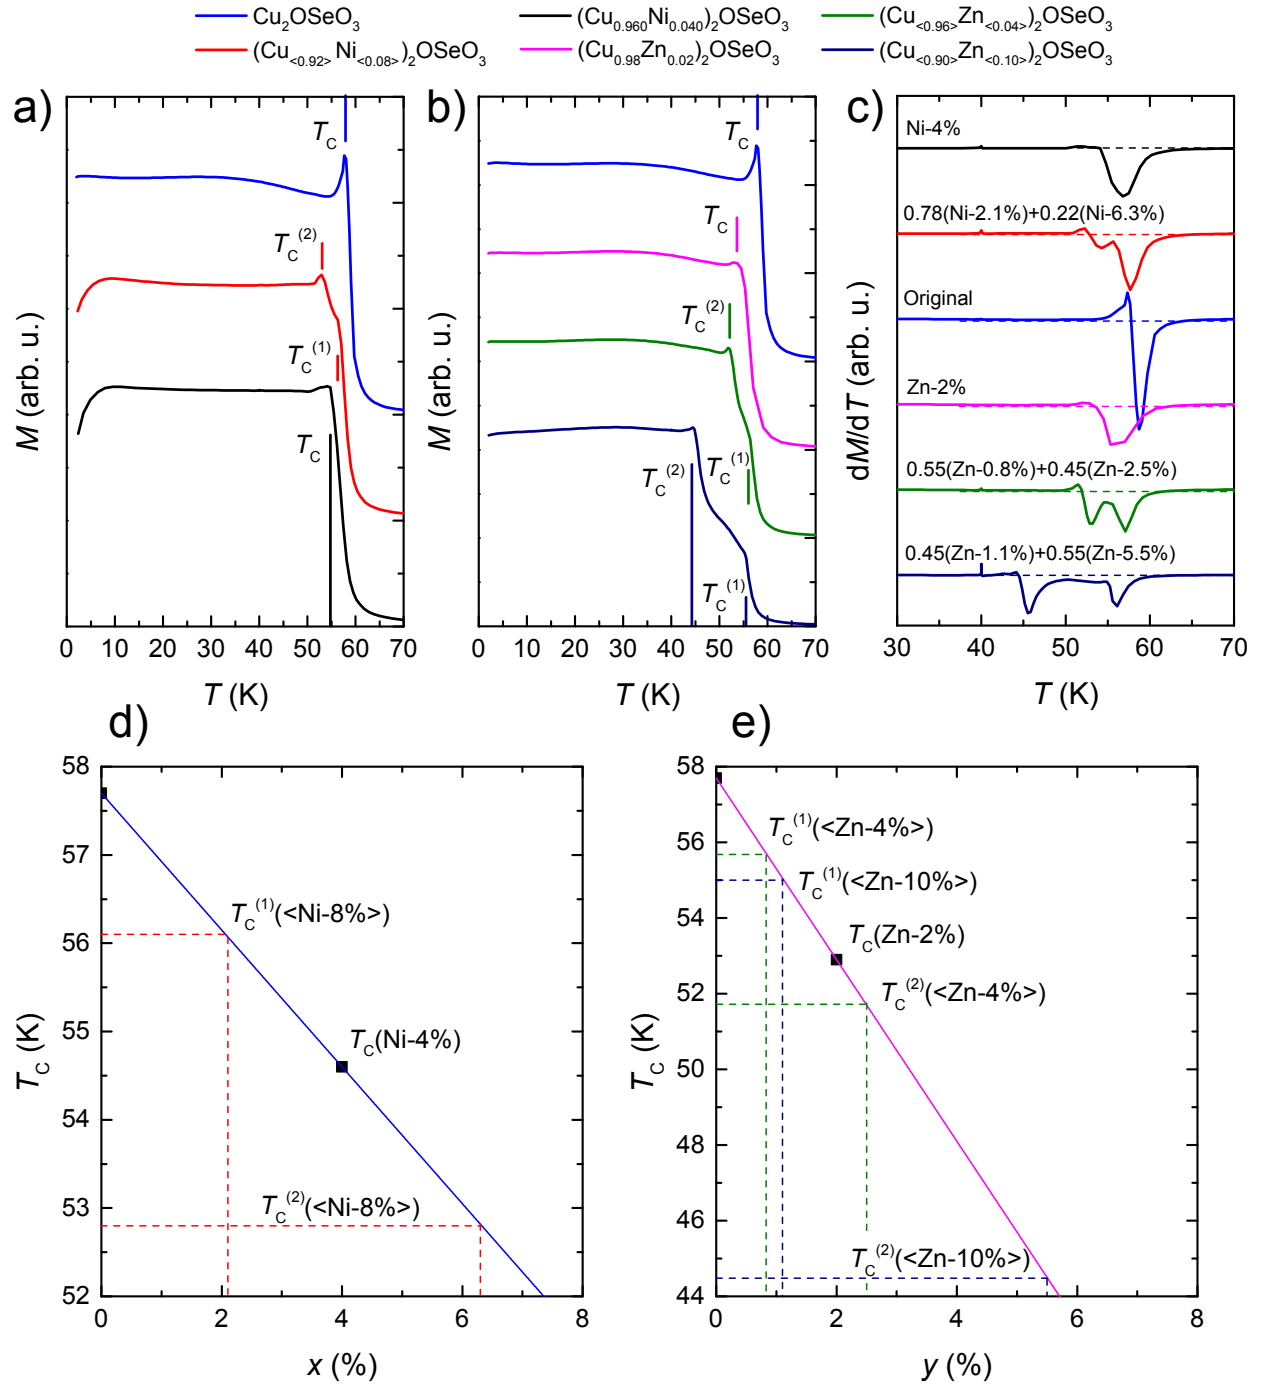 Cu₂OSeO₃
(Cu<0.92>Ni<0.08>)₂OSeO₃
(Cu0.960Ni0.040)₂OSeO₃
(Cu0.98Zn0.02)₂OSeO₃
(Cu<0.96>Zn<0.04>)₂OSeO₃
(Cu<0.90>Zn<0.10>)₂OSeO₃
a)
M (arb. u.)
TC
TC(2)
TC(1)
TC
0 10 20 30 40 50 60 70
T (K)
b)
M (arb. u.)
TC
TC
TC(2)
TC(1)
TC(2)
TC(1)
0 10 20 30 40 50 60 70
T (K)
c)
dM/dT (arb. u.)
Ni-4%
0.78(Ni-2.1%)+0.22(Ni-6.3%)
Original
Zn-2%
0.55(Zn-0.8%)+0.45(Zn-2.5%)
0.45(Zn-1.1%)+0.55(Zn-5.5%)
30 40 50 60 70
T (K)
d)
58
57
56
55
54
53
52
TC (K)
TC(1)(<Ni-8%>)
TC(Ni-4%)
TC(2)(<Ni-8%>)
0 2 4 6 8
x (%)
e)
58
56
54
52
50
48
46
44
TC (K)
TC(1)(<Zn-4%>)
TC(1)(<Zn-10%>)
TC(Zn-2%)
TC(2)(<Zn-4%>)
TC(2)(<Zn-10%>)
0 2 4 6 8
y (%)